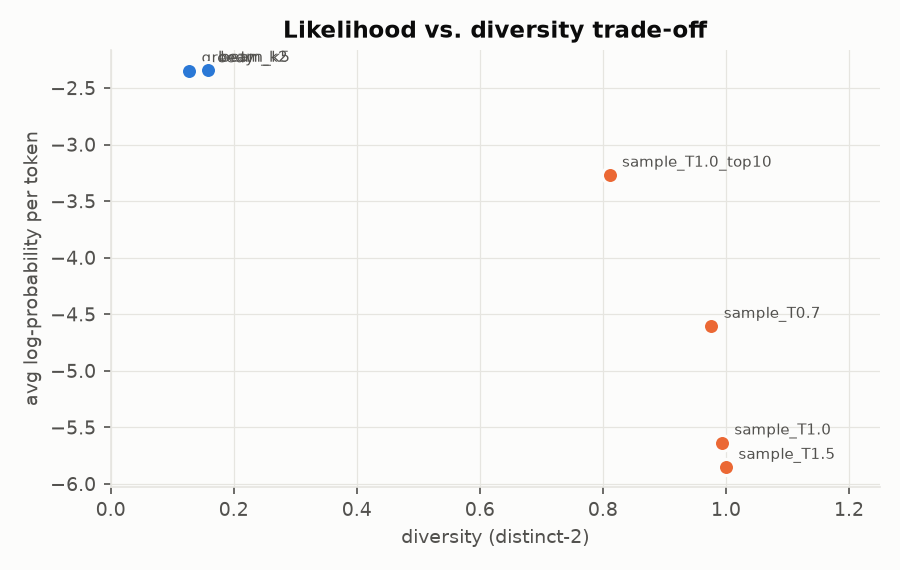 Likelihood vs. diversity trade-off
avg log-probability per token
−2.5
−3.0
−3.5
−4.0
−4.5
−5.0
−5.5
−6.0
sample_T1.0_top10
sample_T0.7
sample_T1.0
sample_T1.5
0.0 0.2 0.4 0.6 0.8 1.0 1.2
diversity (distinct-2)